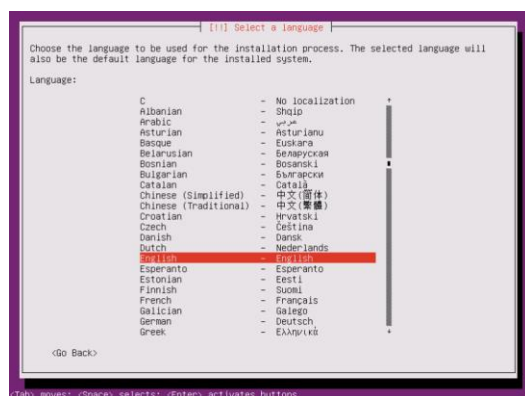 [!!] Select a language
Choose the language to be used for the installation process. The selected language will
also be the default language for the installed system.
Language:
C - No localization
Albanian - Shqip
Arabic - عربي
Asturian - Asturianu
Basque - Euskara
Belarusian - Беларуская
Bosnian - Bosanski
Bulgarian - Български
Catalan - Català
Chinese (Simplified) - 中文(简体)
Chinese (Traditional) - 中文(繁體)
Croatian - Hrvatski
Czech - Čeština
Danish - Dansk
Dutch - Nederlands
English - English
Esperanto - Esperanto
Estonian - Eesti
Finnish - Suomi
French - Français
Galician - Galego
German - Deutsch
Greek - Ελληνικά
<Go Back>
<Tab> moves; <Space> selects; <Enter> activates buttons